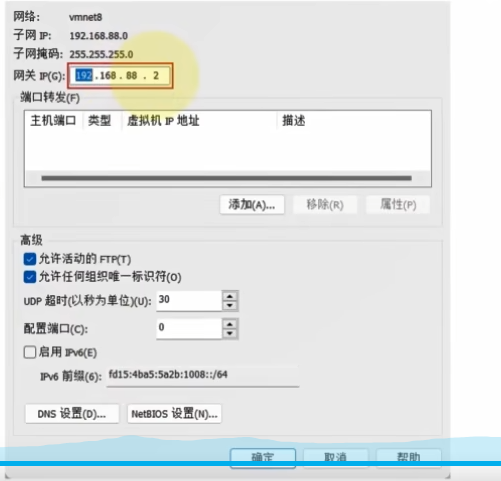 网络: vmnet8
子网 IP: 192.168.88.0
子网掩码: 255.255.255.0
网关 IP(G): 192 . 168 . 88 . 2
端口转发(F)
主机端口 类型 虚拟机 IP 地址 描述
添加(A)... 移除(R) 属性(P)
高级
允许活动的 FTP(T)
允许任何组织唯一标识符(O)
UDP 超时(以秒为单位)(U): 30
配置端口(C): 0
启用 IPv6(E)
IPv6 前缀(6): fd15:4ba5:5a2b:1008::/64
DNS 设置(D)... NetBIOS 设置(N)...
确定 取消 帮助